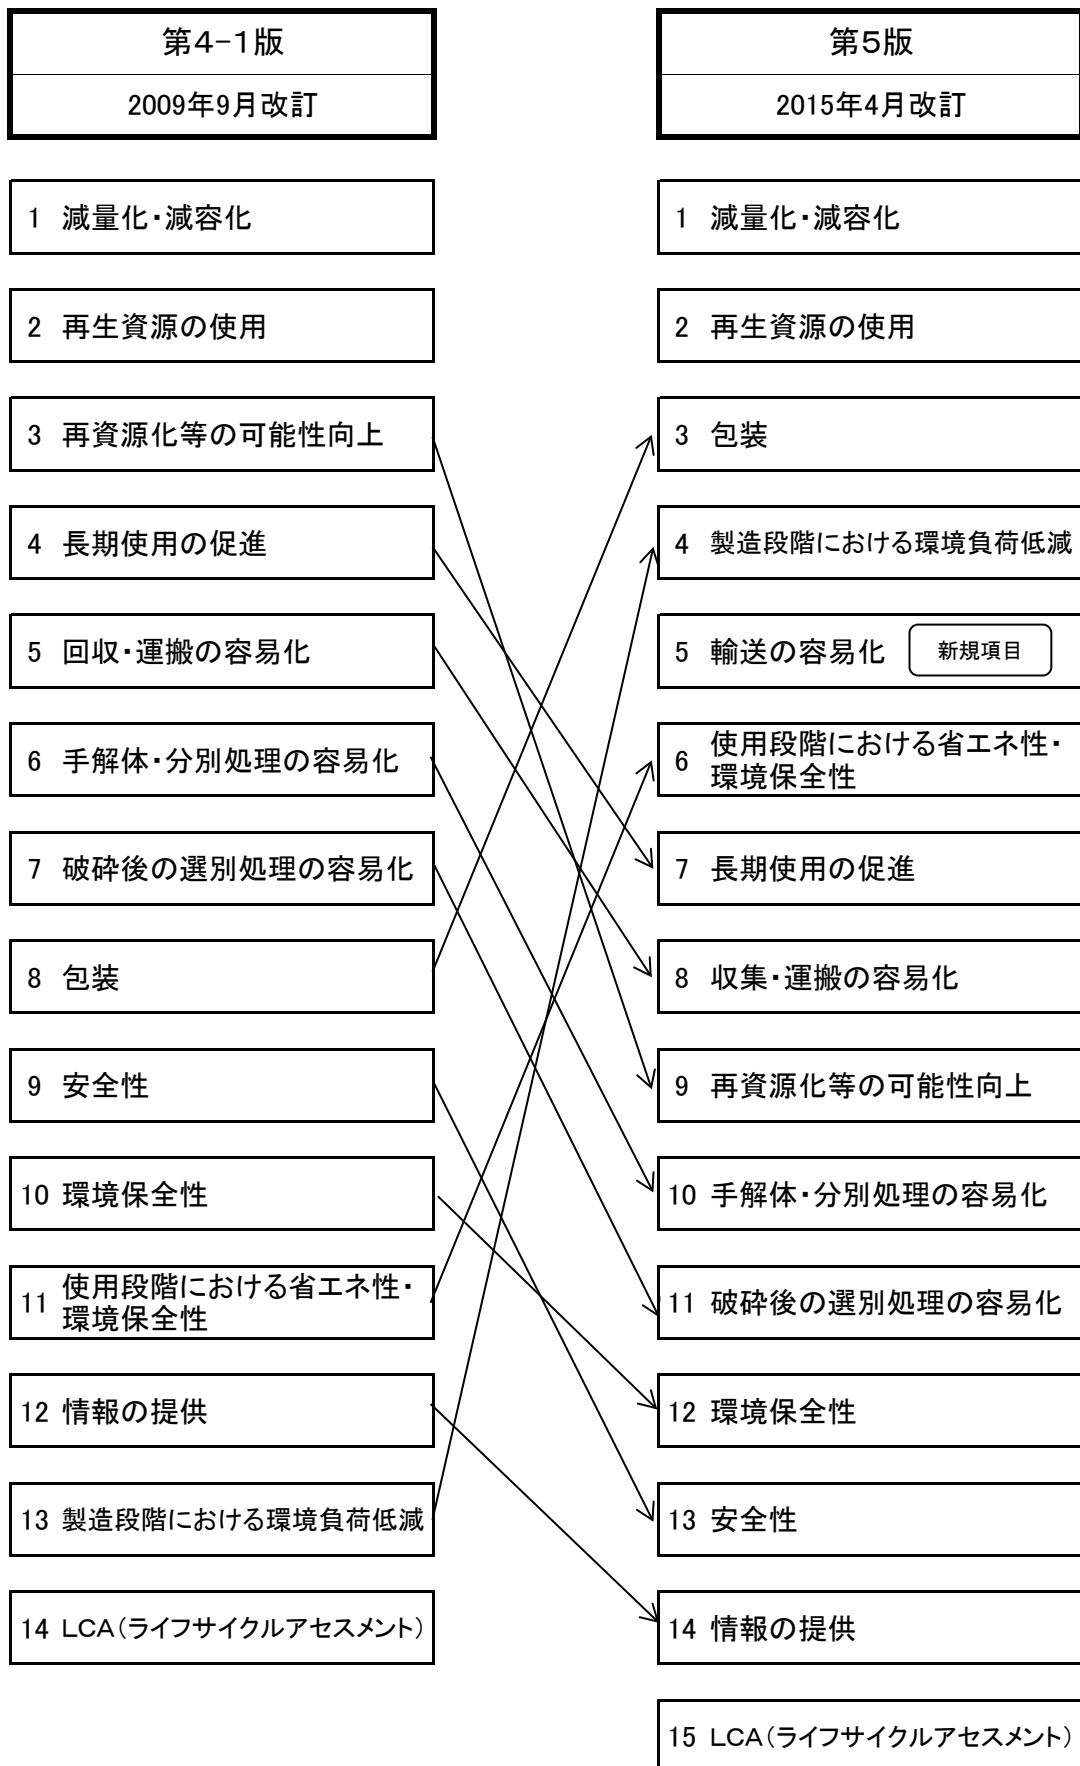 第4-1版
2009年9月改訂
1 減量化・減容化
2 再生資源の使用
3 再資源化等の可能性向上
4 長期使用の促進
5 回収・運搬の容易化
6 手解体・分別処理の容易化
7 破砕後の選別処理の容易化
8 包装
9 安全性
10 環境保全性
11 使用段階における省エネ性・
環境保全性
12 情報の提供
13 製造段階における環境負荷低減
14 LCA(ライフサイクルアセスメント)
第5版
2015年4月改訂
1 減量化・減容化
2 再生資源の使用
3 包装
4 製造段階における環境負荷低減
5 輸送の容易化 新規項目
6 使用段階における省エネ性・
環境保全性
7 長期使用の促進
8 収集・運搬の容易化
9 再資源化等の可能性向上
10 手解体・分別処理の容易化
11 破砕後の選別処理の容易化
12 環境保全性
13 安全性
14 情報の提供
15 LCA(ライフサイクルアセスメント)